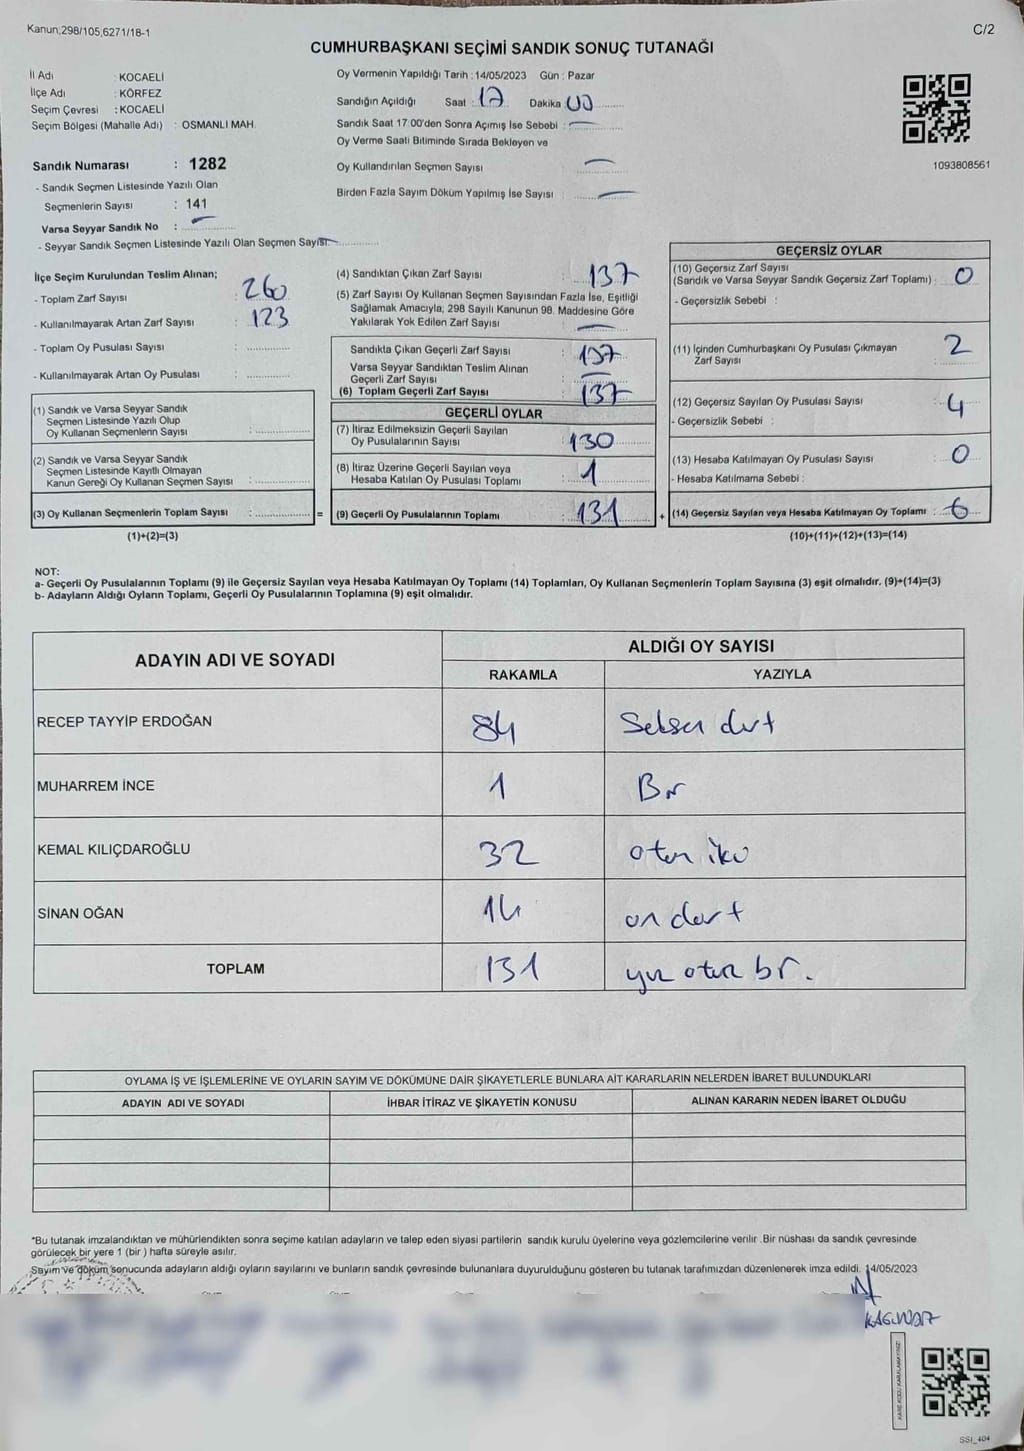 Kanun;298/105,6271/18-1
C/2
CUMHURBAŞKANI SEÇİMİ SANDIK SONUÇ TUTANAĞI
İl Adı : KOCAELİ
İlçe Adı : KÖRFEZ
Seçim Çevresi : KOCAELİ
Seçim Bölgesi (Mahalle Adı) : OSMANLI MAH.
Sandık Numarası : 1282
- Sandık Seçmen Listesinde Yazılı Olan
Seçmenlerin Sayısı : 141
Varsa Seyyar Sandık No :
- Seyyar Sandık Seçmen Listesinde Yazılı Olan Seçmen Sayısı:
Oy Vermenin Yapıldığı Tarih : 14/05/2023 Gün : Pazar
Sandığın Açıldığı Saat : 17 Dakika 00
Sandık Saat 17:00'den Sonra Açımış İse Sebebi :
Oy Verme Saati Bitiminde Sırada Bekleyen ve
Oy Kullandırılan Seçmen Sayısı
Birden Fazla Sayım Döküm Yapılmış İse Sayısı
1093808561
İlçe Seçim Kurulundan Teslim Alınan;
- Toplam Zarf Sayısı : 260
- Kullanılmayarak Artan Zarf Sayısı : 123
- Toplam Oy Pusulası Sayısı :
- Kullanılmayarak Artan Oy Pusulası :
(1) Sandık ve Varsa Seyyar Sandık
Seçmen Listesinde Yazılı Olup
Oy Kullanan Seçmenlerin Sayısı :
(2) Sandık ve Varsa Seyyar Sandık
Seçmen Listesinde Kayıtlı Olmayan
Kanun Gereği Oy Kullanan Seçmen Sayısı :
(3) Oy Kullanan Seçmenlerin Toplam Sayısı :
(1)+(2)=(3)
=
(4) Sandıktan Çıkan Zarf Sayısı : 137
(5) Zarf Sayısı Oy Kullanan Seçmen Sayısından Fazla İse, Eşitliği
Sağlamak Amacıyla, 298 Sayılı Kanunun 98. Maddesine Göre
Yakılarak Yok Edilen Zarf Sayısı :
Sandıkta Çıkan Geçerli Zarf Sayısı : 137
Varsa Seyyar Sandıktan Teslim Alınan
Geçerli Zarf Sayısı :
(6) Toplam Geçerli Zarf Sayısı : 137
GEÇERLİ OYLAR
(7) İtiraz Edilmeksizin Geçerli Sayılan
Oy Pusulalarının Sayısı : 130
(8) İtiraz Üzerine Geçerli Sayılan veya
Hesaba Katılan Oy Pusulası Toplamı : 1
(9) Geçerli Oy Pusulalarının Toplamı : 131
+
GEÇERSİZ OYLAR
(10) Geçersiz Zarf Sayısı
(Sandık ve Varsa Seyyar Sandık Geçersiz Zarf Toplamı) : 0
- Geçersizlik Sebebi :
(11) İçinden Cumhurbaşkanı Oy Pusulası Çıkmayan
Zarf Sayısı : 2
(12) Geçersiz Sayılan Oy Pusulası Sayısı : 4
- Geçersizlik Sebebi :
(13) Hesaba Katılmayan Oy Pusulası Sayısı : 0
- Hesaba Katılmama Sebebi :
(14) Geçersiz Sayılan veya Hesaba Katılmayan Oy Toplamı : 6
(10)+(11)+(12)+(13)=(14)
NOT:
a- Geçerli Oy Pusulalarının Toplamı (9) ile Geçersiz Sayılan veya Hesaba Katılmayan Oy Toplamı (14) Toplamları, Oy Kullanan Seçmenlerin Toplam Sayısına (3) eşit olmalıdır. (9)+(14)=(3)
b- Adayların Aldığı Oyların Toplamı, Geçerli Oy Pusulalarının Toplamına (9) eşit olmalıdır.
ADAYIN ADI VE SOYADI
ALDIĞI OY SAYISI
RAKAMLA YAZIYLA
RECEP TAYYİP ERDOĞAN 84 Seksen dört
MUHARREM İNCE 1 Bir
KEMAL KILIÇDAROĞLU 32 otuz iki
SİNAN OĞAN 14 on dört
TOPLAM 131 yüz otuz bir.
OYLAMA İŞ VE İŞLEMLERİNE VE OYLARIN SAYIM VE DÖKÜMÜNE DAİR ŞİKAYETLERLE BUNLARA AİT KARARLARIN NELERDEN İBARET BULUNDUKLARI
ADAYIN ADI VE SOYADI İHBAR İTİRAZ VE ŞİKAYETİN KONUSU ALINAN KARARIN NEDEN İBARET OLDUĞU
*Bu tutanak imzalandıktan ve mühürlendikten sonra seçime katılan adayların ve talep eden siyasi partilerin sandık kurulu üyelerine veya gözlemcilerine verilir .Bir nüshası da sandık çevresinde
görülecek bir yere 1 (bir ) hafta süreyle asılır.
Sayım ve döküm sonucunda adayların aldığı oyların sayılarını ve bunların sandık çevresinde bulunanlara duyurulduğunu gösteren bu tutanak tarafımızdan düzenlenerek imza edildi. 14/05/2023
KARE KODU KARALAMAYINIZ!
SSI_404